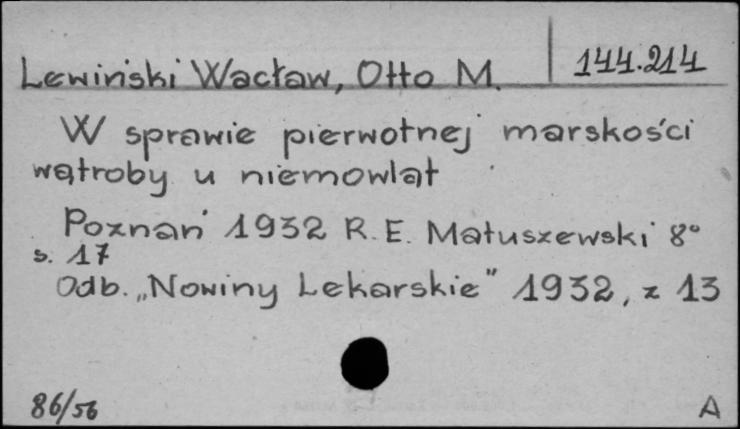 Lewiński Wacław, Otto M. 144.214
W sprawie pierwotnej marskości
wątroby u niemowląt
Poznań 1932 R. E. Matuszewski 8°
s. 17
Odb. „Nowiny Lekarskie" 1932, z 13
86/56 A